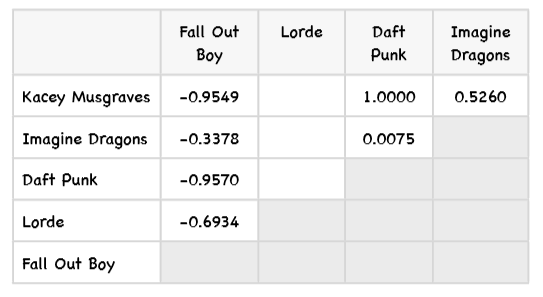 Fall Out Boy Lorde Daft Punk Imagine Dragons
Kacey Musgraves -0.9549 1.0000 0.5260
Imagine Dragons -0.3378 0.0075
Daft Punk -0.9570
Lorde -0.6934
Fall Out Boy